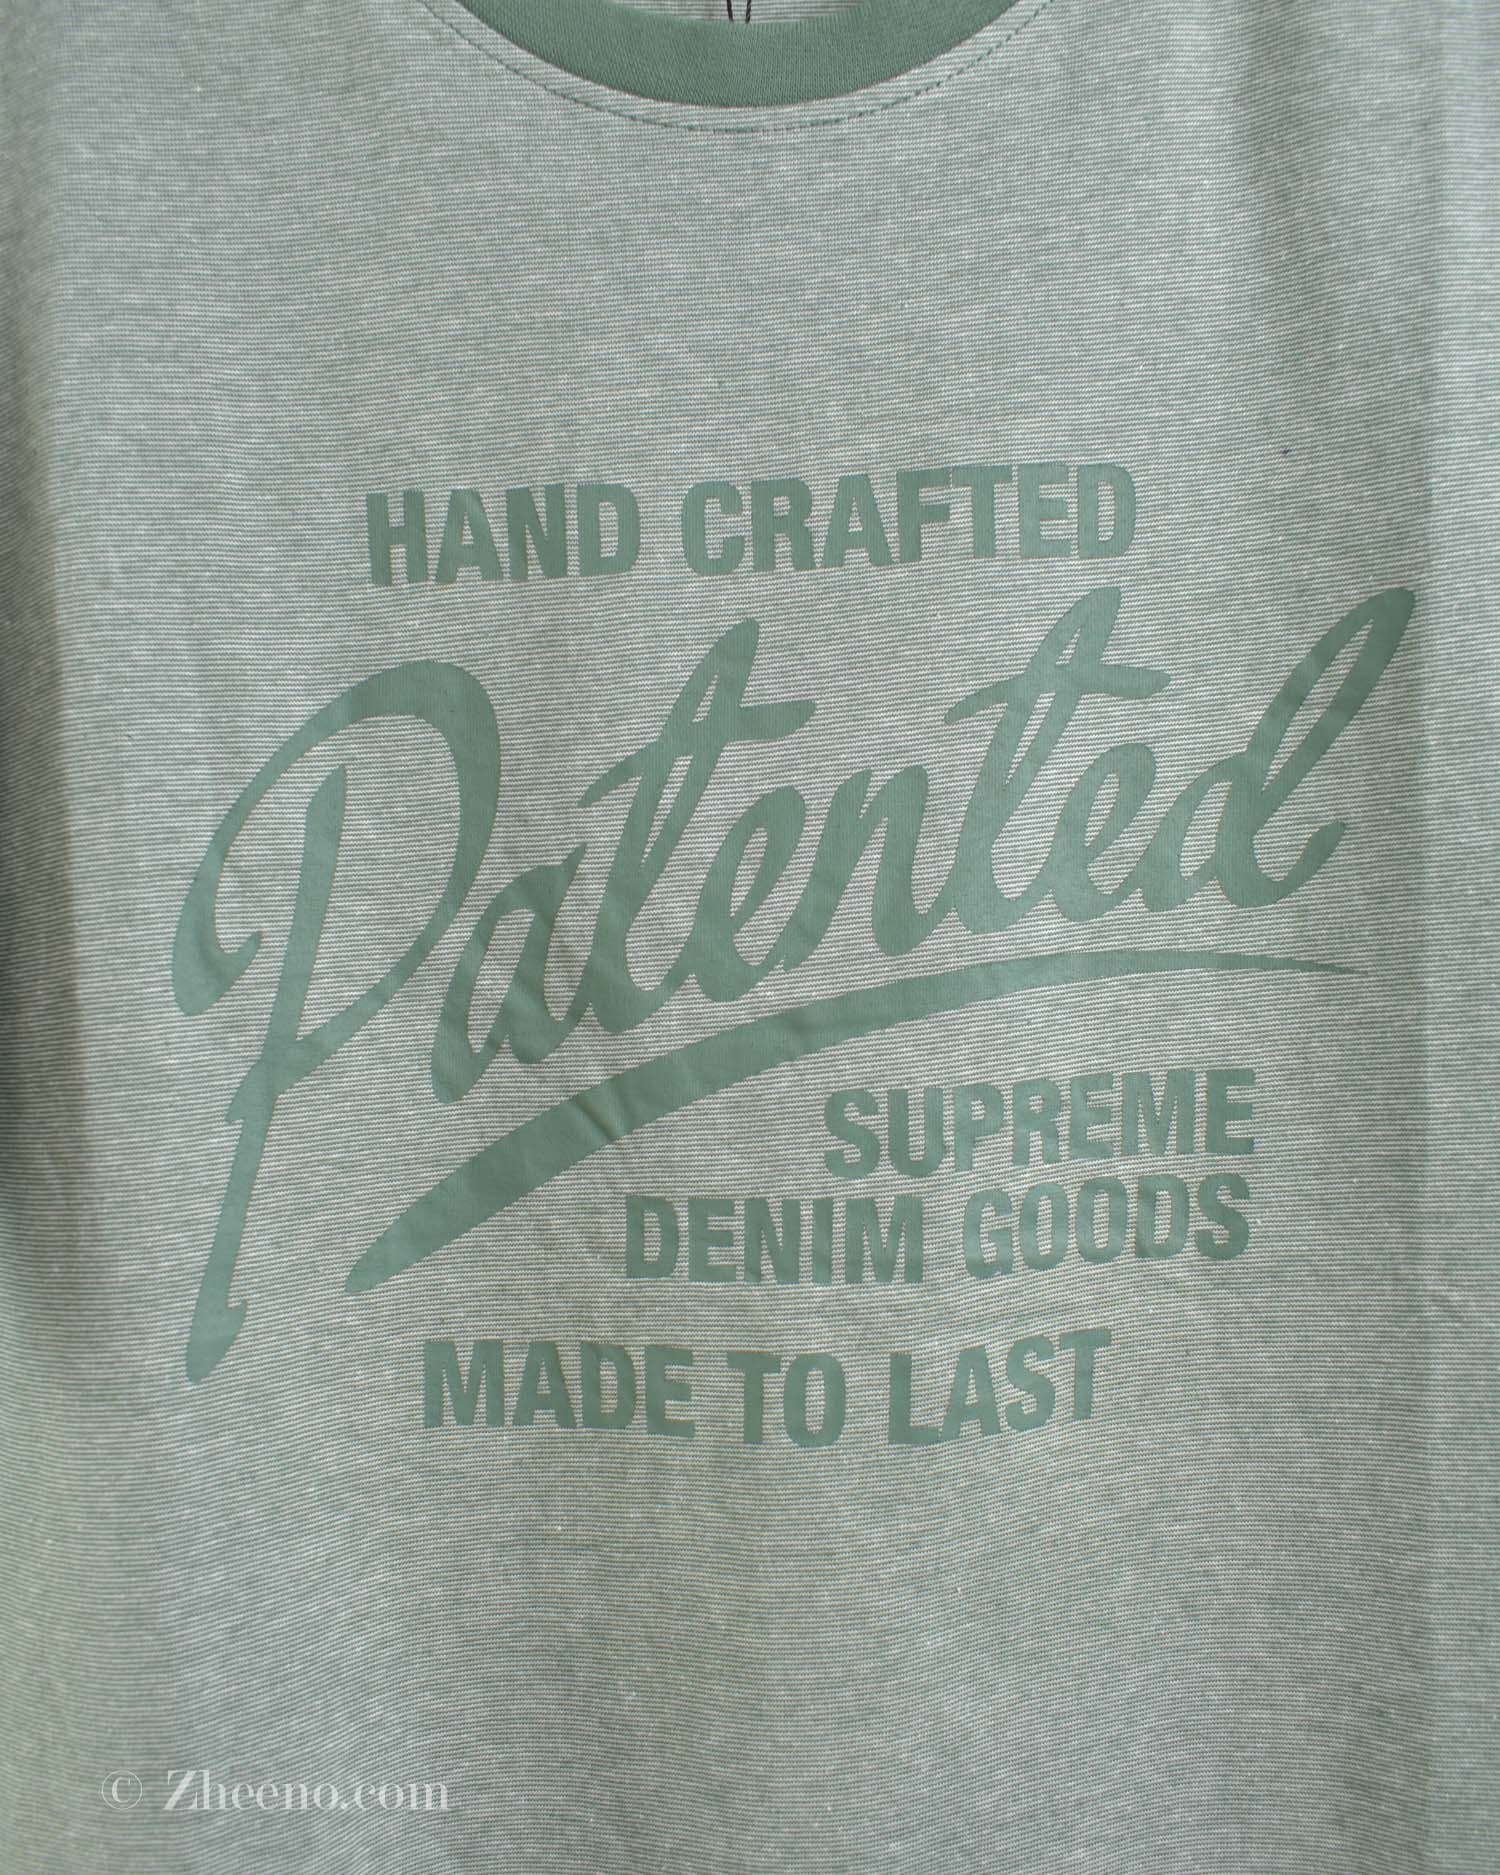 HAND CRAFTED
Patented
SUPREME
DENIM GOODS
MADE TO LAST
© Zheeno.com